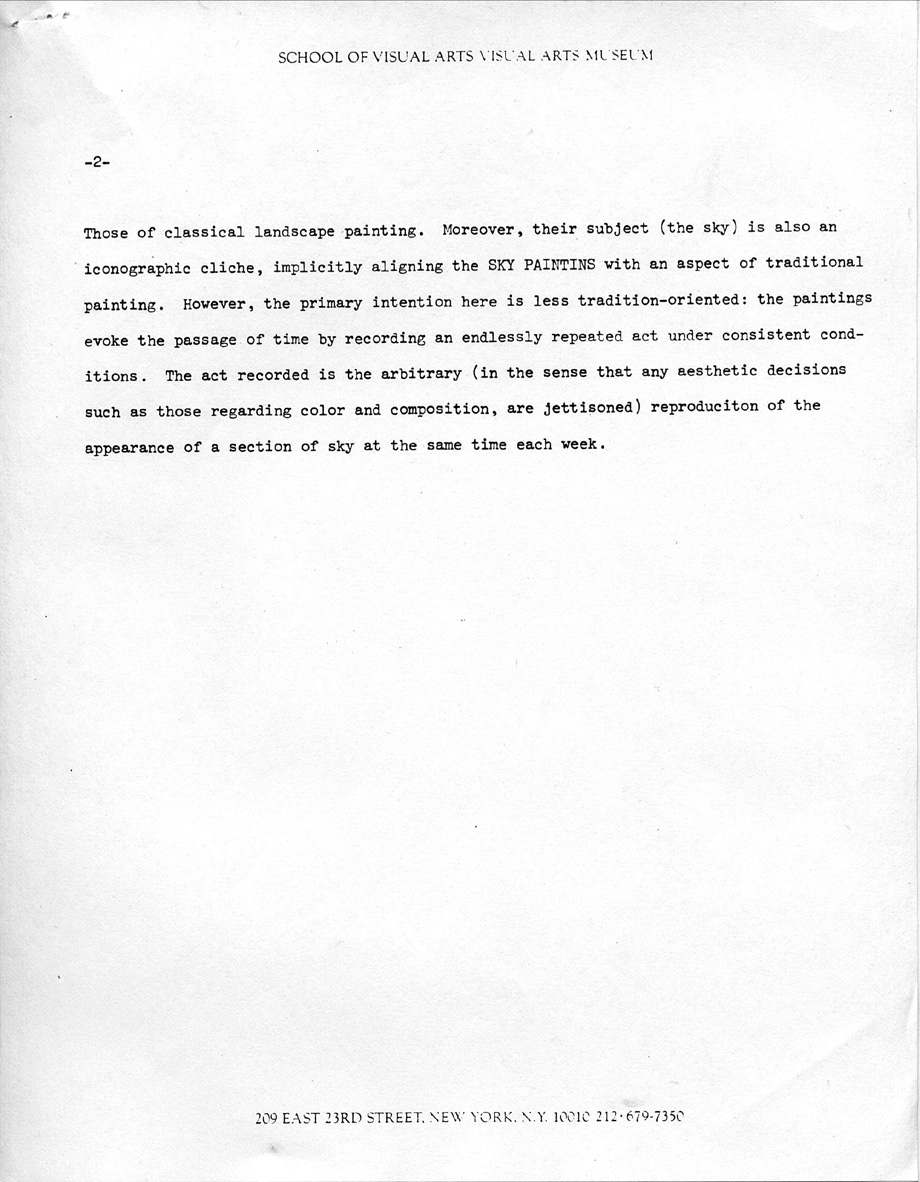 SCHOOL OF VISUAL ARTS VISUAL ARTS MUSEUM
-2-
Those of classical landscape painting.  Moreover, their subject (the sky) is also an
iconographic cliche, implicitly aligning the SKY PAINTINS with an aspect of traditional
painting.  However, the primary intention here is less tradition-oriented: the paintings
evoke the passage of time by recording an endlessly repeated act under consistent cond-
itions.  The act recorded is the arbitrary (in the sense that any aesthetic decisions
such as those regarding color and composition, are jettisoned) reproduciton of the
appearance of a section of sky at the same time each week.
209 EAST 23RD STREET, NEW YORK, N.Y. 10010 212·679-7350